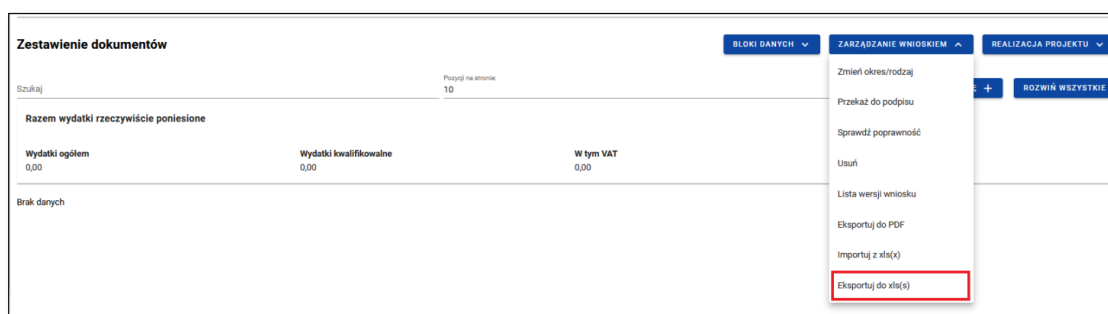 Zestawienie dokumentów
BLOKI DANYCH
ZARZĄDZANIE WNIOSKIEM
REALIZACJA PROJEKTU
Szukaj
Pozycji na stronie:
10
ROZWIŃ WSZYSTKIE
Zmień okres/rodzaj
Przekaż do podpisu
Sprawdź poprawność
Usuń
Lista wersji wniosku
Eksportuj do PDF
Importuj z xls(x)
Eksportuj do xls(s)
Razem wydatki rzeczywiście poniesione
Wydatki ogółem
Wydatki kwalifikowalne
W tym VAT
0,00
0,00
0,00
Brak danych